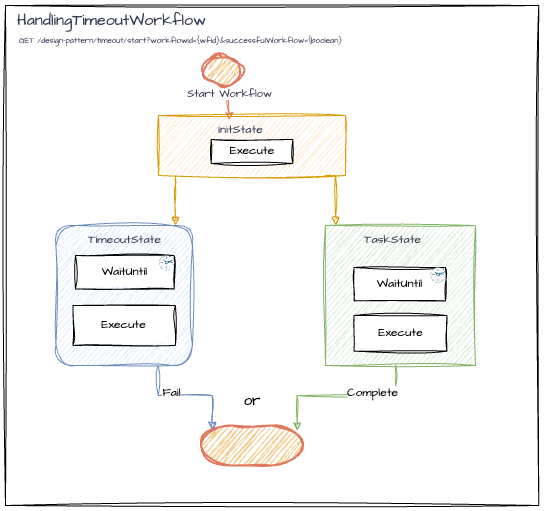 HandlingTimeoutWorkflow
GET /design-pattern/timeout/start?workflowId={wfid}&successfulWorkflow={boolean}
Start Workflow
InitState
Execute
TimeoutState
TaskState
WaitUntil
WaitUntil
Execute
Execute
Fail
Complete
or